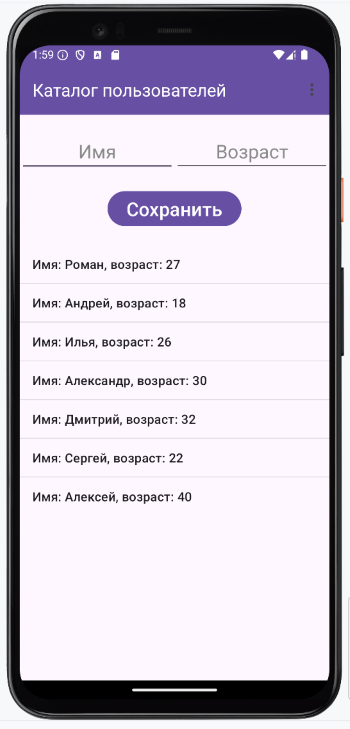 1:59
Каталог пользователей
Имя Возраст
Сохранить
Имя: Роман, возраст: 27
Имя: Андрей, возраст: 18
Имя: Илья, возраст: 26
Имя: Александр, возраст: 30
Имя: Дмитрий, возраст: 32
Имя: Сергей, возраст: 22
Имя: Алексей, возраст: 40